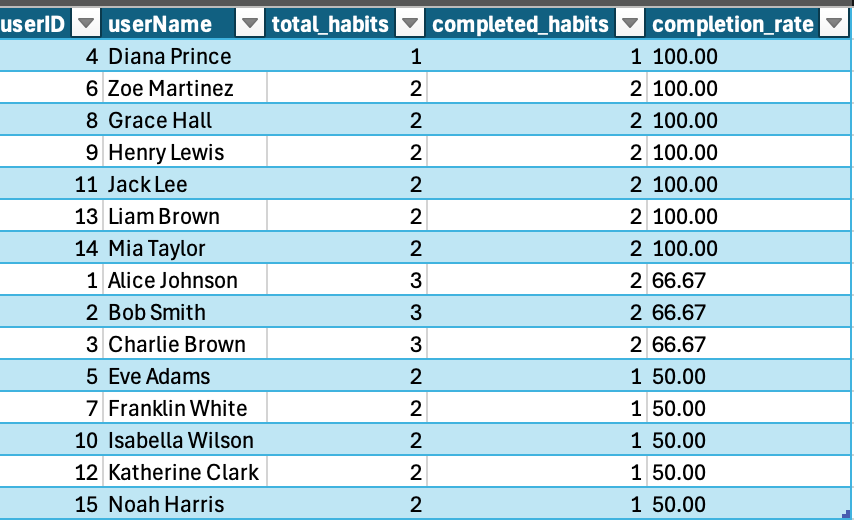 userID userName total_habits completed_habits completion_rate
4 Diana Prince 1 1 100.00
6 Zoe Martinez 2 2 100.00
8 Grace Hall 2 2 100.00
9 Henry Lewis 2 2 100.00
11 Jack Lee 2 2 100.00
13 Liam Brown 2 2 100.00
14 Mia Taylor 2 2 100.00
1 Alice Johnson 3 2 66.67
2 Bob Smith 3 2 66.67
3 Charlie Brown 3 2 66.67
5 Eve Adams 2 1 50.00
7 Franklin White 2 1 50.00
10 Isabella Wilson 2 1 50.00
12 Katherine Clark 2 1 50.00
15 Noah Harris 2 1 50.00